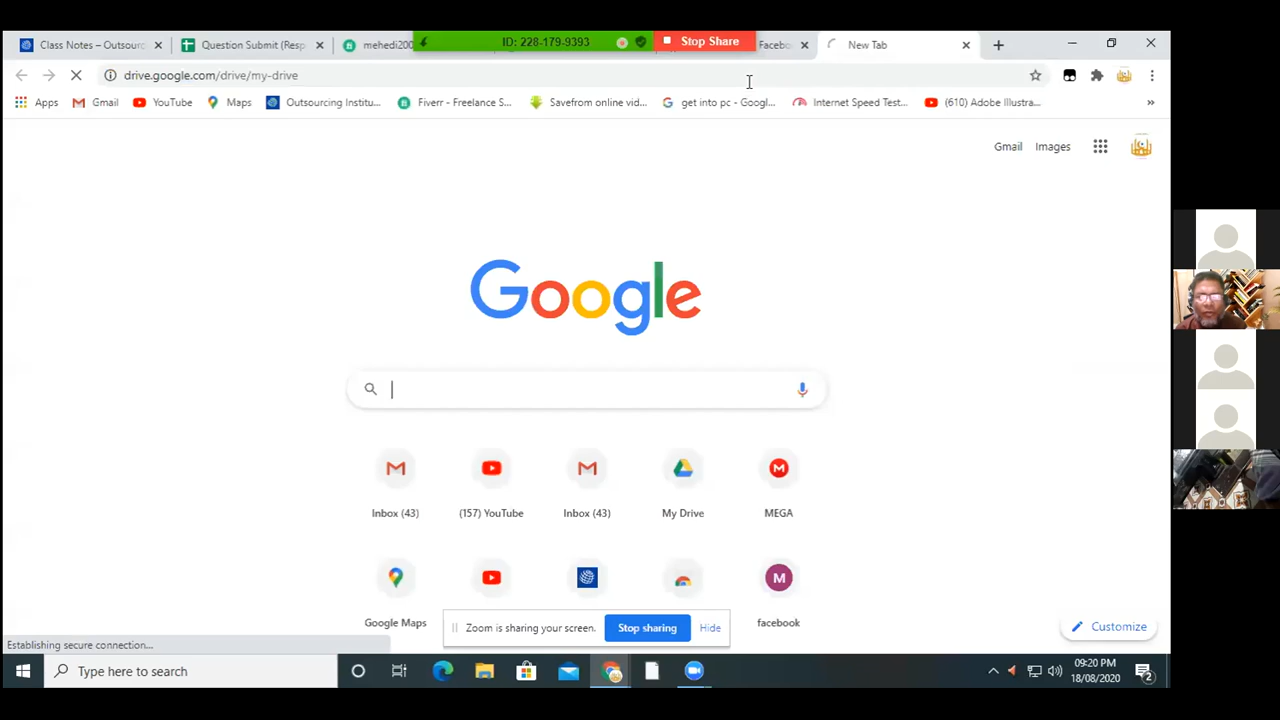 Class Notes – Outsour
Question Submit (Resp
mehedi200
ID: 228-179-9393
Stop Share
Facebo
New Tab
drive.google.com/drive/my-drive
Apps
Gmail
YouTube
Maps
Outsourcing Institu...
Fiverr - Freelance S...
Savefrom online vid...
get into pc - Googl...
Internet Speed Test...
(610) Adobe Illustra...
Gmail
Images
Google
Inbox (43)
(157) YouTube
Inbox (43)
My Drive
MEGA
M
Google Maps
facebook
Zoom is sharing your screen.
Stop sharing
Hide
Customize
Establishing secure connection...
Type here to search
09:20 PM
18/08/2020
2